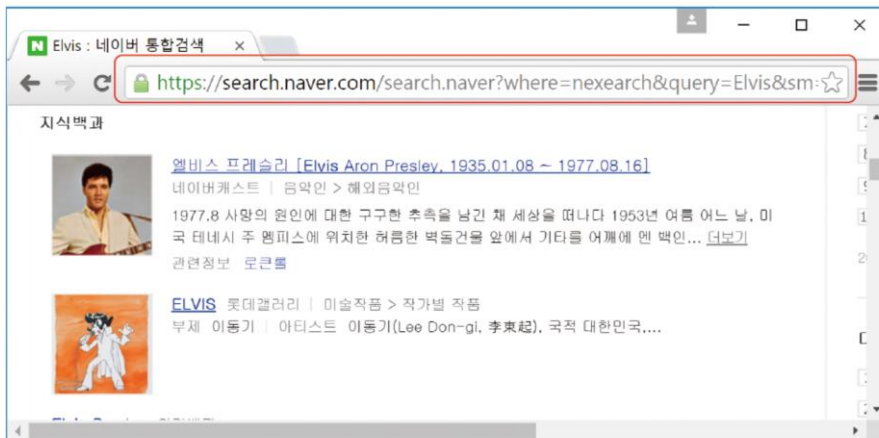 Elvis : 네이버 통합검색
https://search.naver.com/search.naver?where=nexearch&query=Elvis&sm=
지식백과
엘비스 프레슬리 [Elvis Aron Presley, 1935.01.08 ~ 1977.08.16]
네이버캐스트 | 음악인 > 해외음악인
1977.8 사망의 원인에 대한 구구한 추측을 남긴 채 세상을 떠나다 1953년 여름 어느 날, 미
국 테네시 주 멤피스에 위치한 허름한 벽돌건물 앞에서 기타를 어깨에 멘 백인... 더보기
관련정보 로큰롤
ELVIS 롯데갤러리 | 미술작품 > 작가별 작품
부제 이동기 | 아티스트 이동기(Lee Don-gi, 李東起), 국적 대한민국,...